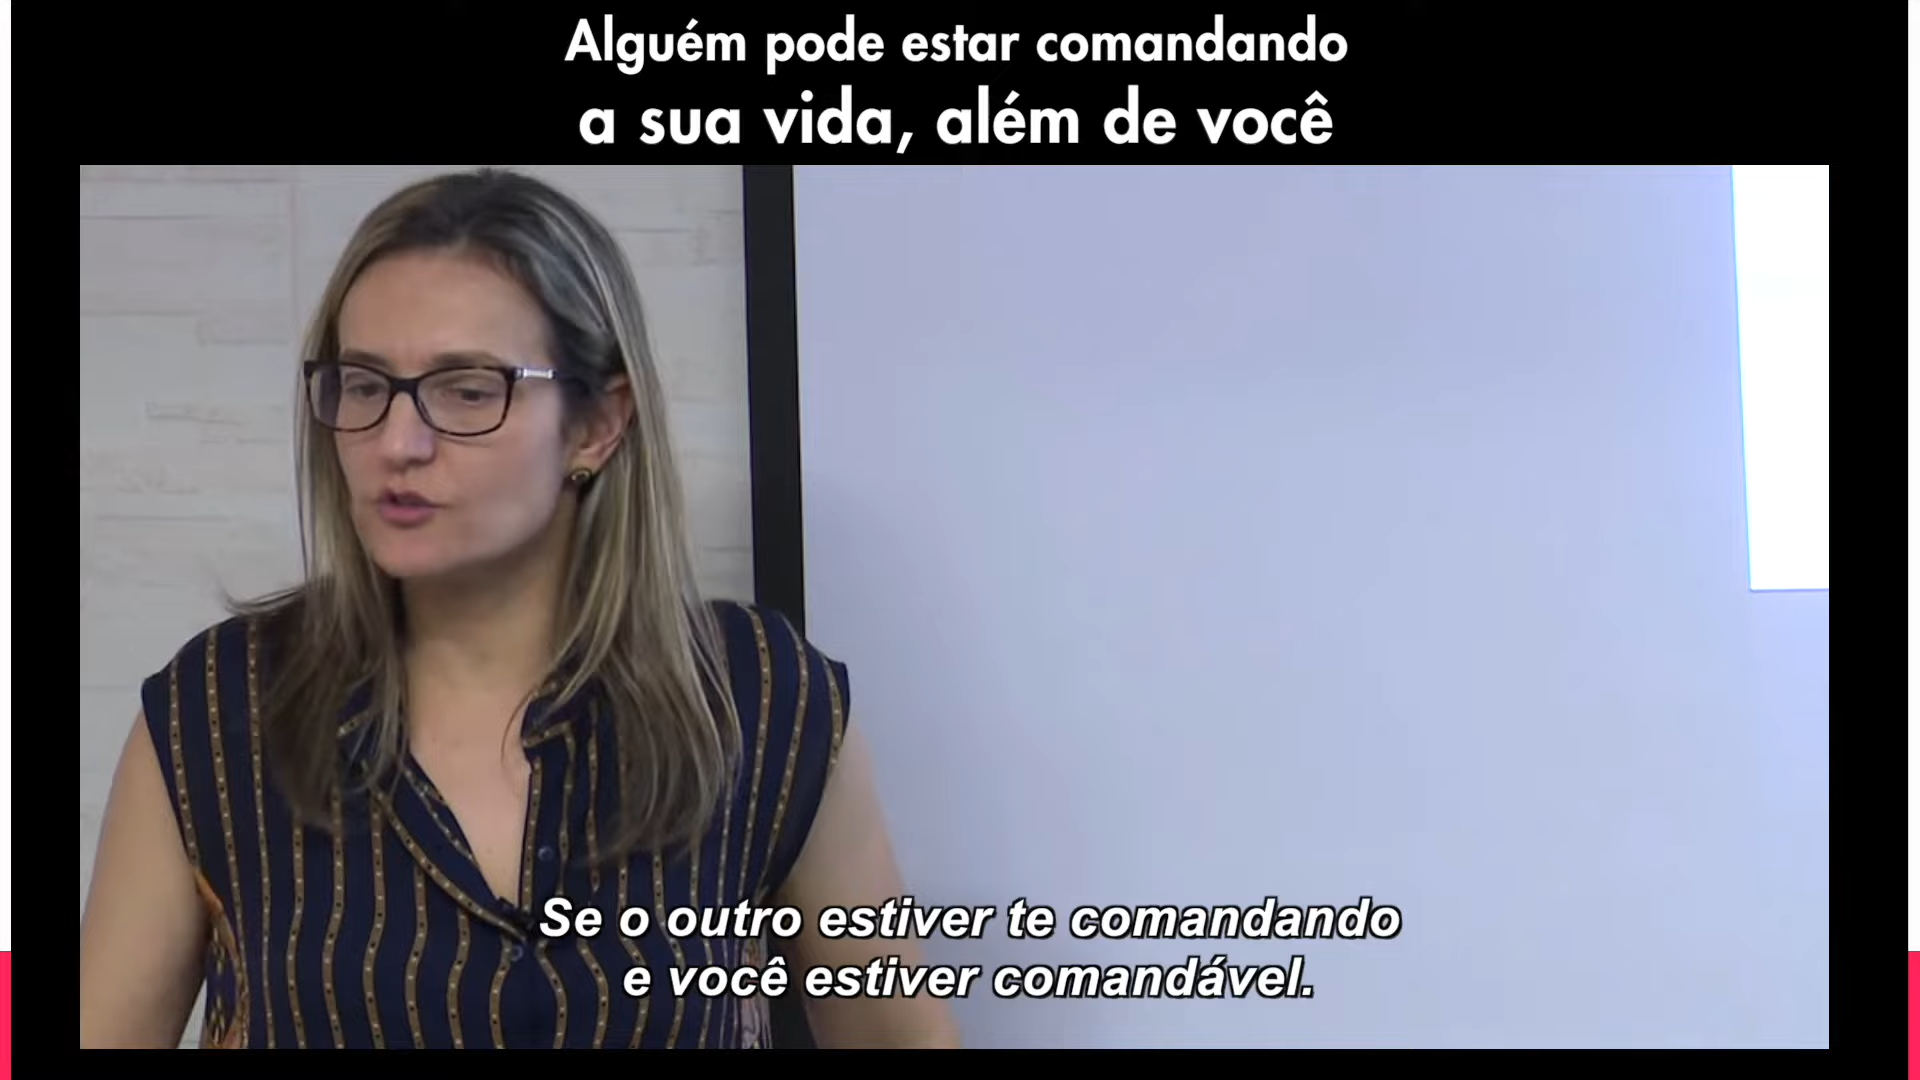 Alguém pode estar comandando
a sua vida, além de você
Se o outro estiver te comandando
e você estiver comandável.